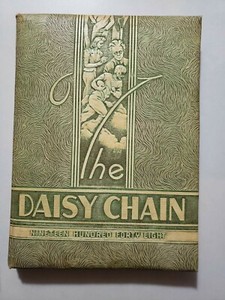 The
DAISY CHAIN
NINETEEN HUNDRED FORTY EIGHT